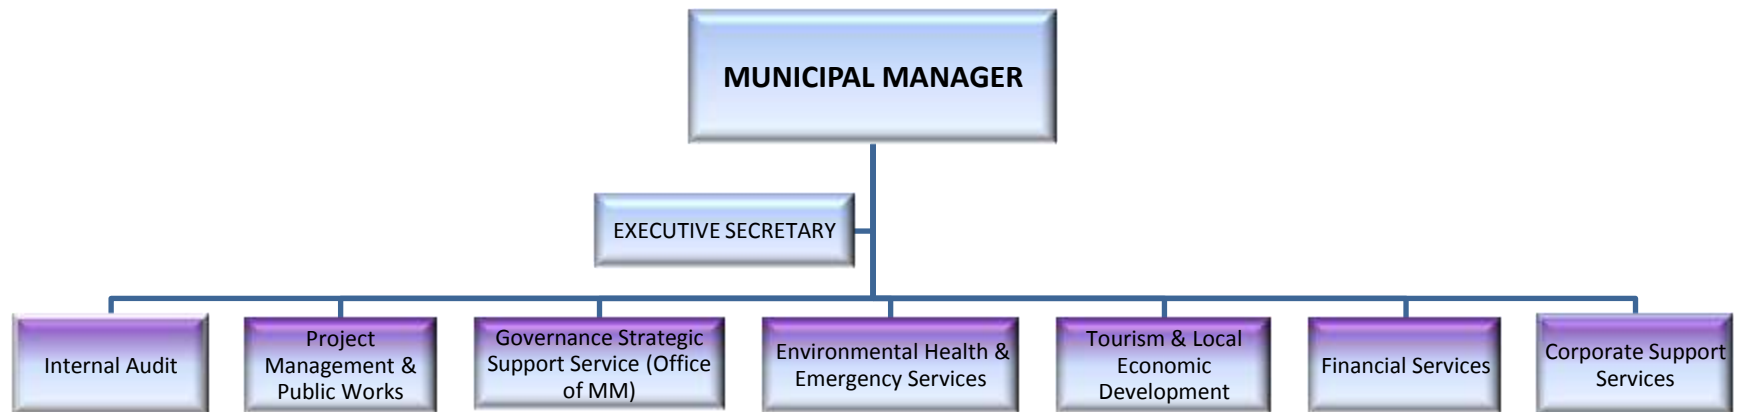 MUNICIPAL MANAGER
EXECUTIVE SECRETARY
Internal Audit
Project
Management &
Public Works
Governance Strategic
Support Service (Office
of MM)
Environmental Health &
Emergency Services
Tourism & Local
Economic
Development
Financial Services
Corporate Support
Services